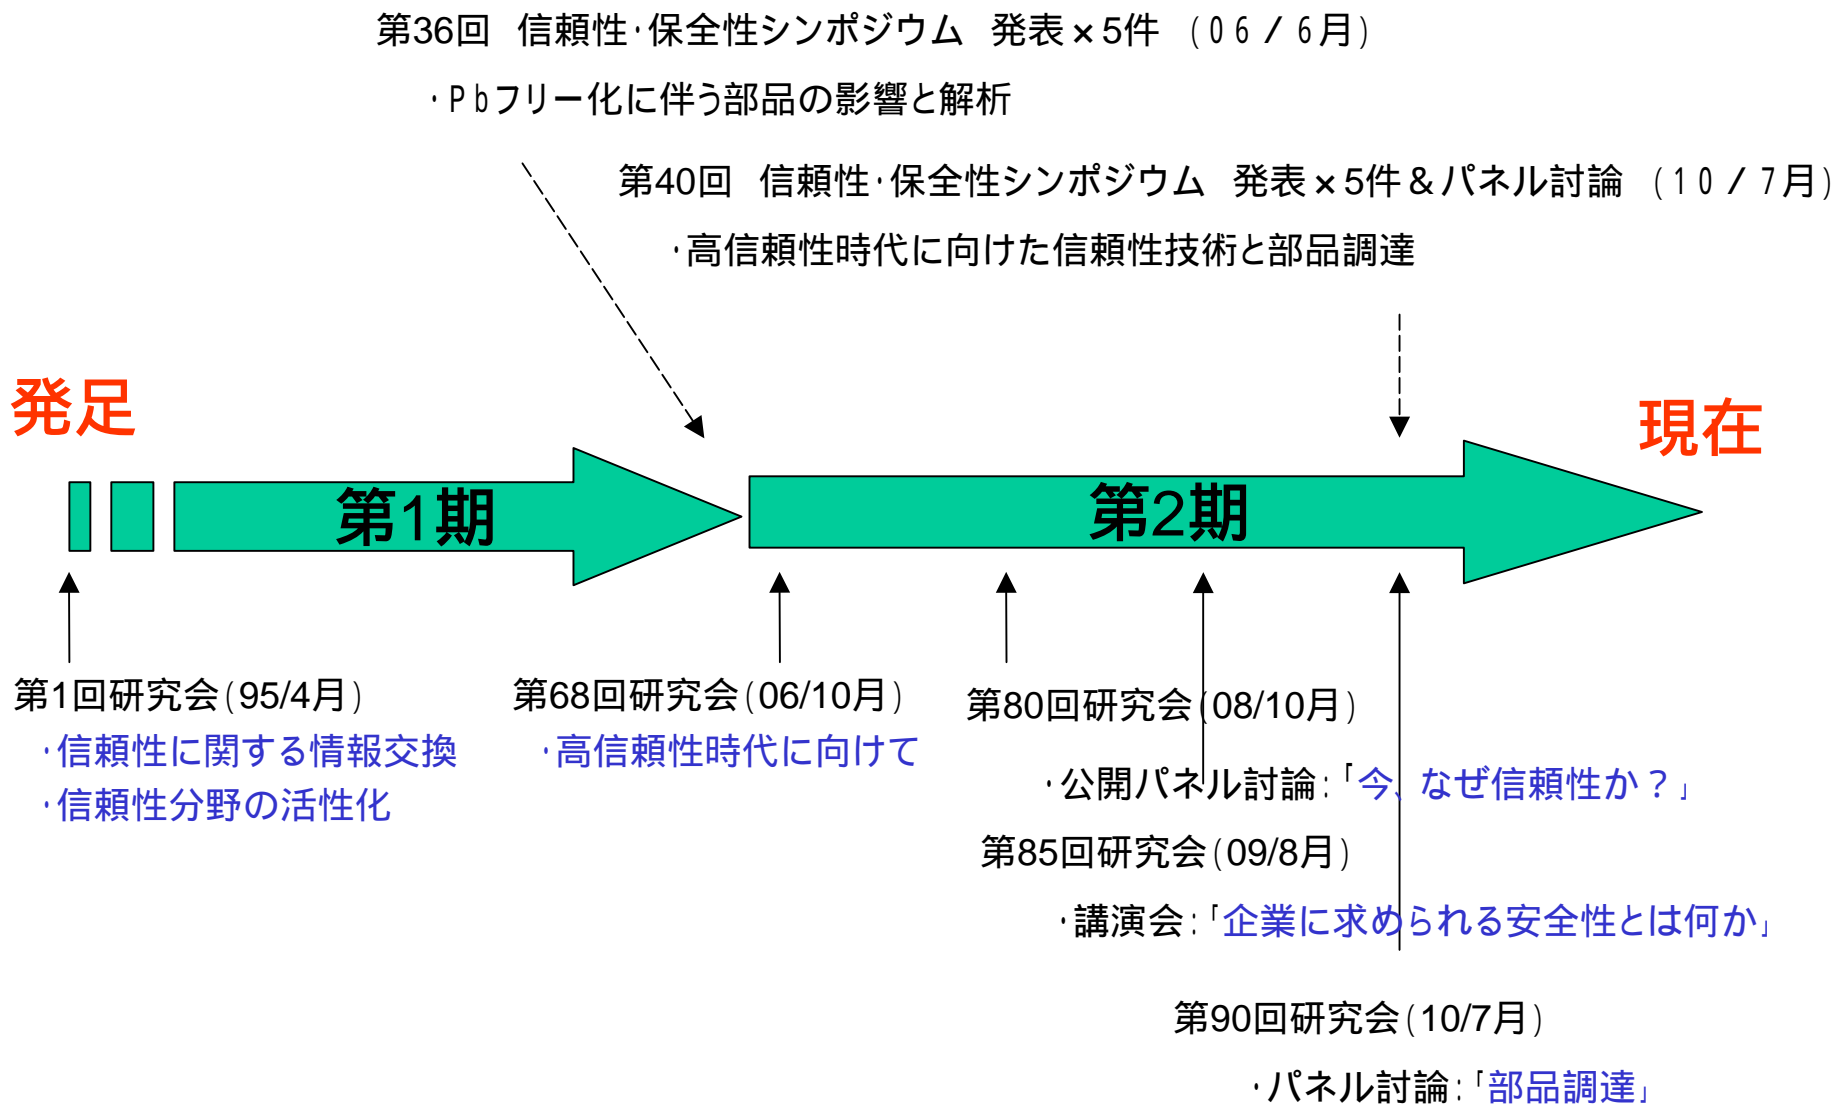 第36回 信頼性・保全性シンポジウム 発表×5件 (06/6月)
・Pbフリー化に伴う部品の影響と解析
第40回 信頼性・保全性シンポジウム 発表×5件&パネル討論 (10/7月)
・高信頼性時代に向けた信頼性技術と部品調達
発足
現在
第1期
第2期
第1回研究会(95/4月)
・信頼性に関する情報交換
・信頼性分野の活性化
第68回研究会(06/10月)
・高信頼性時代に向けて
第80回研究会(08/10月)
・公開パネル討論:「今、なぜ信頼性か?」
第85回研究会(09/8月)
・講演会:「企業に求められる安全性とは何か」
第90回研究会(10/7月)
・パネル討論:「部品調達」